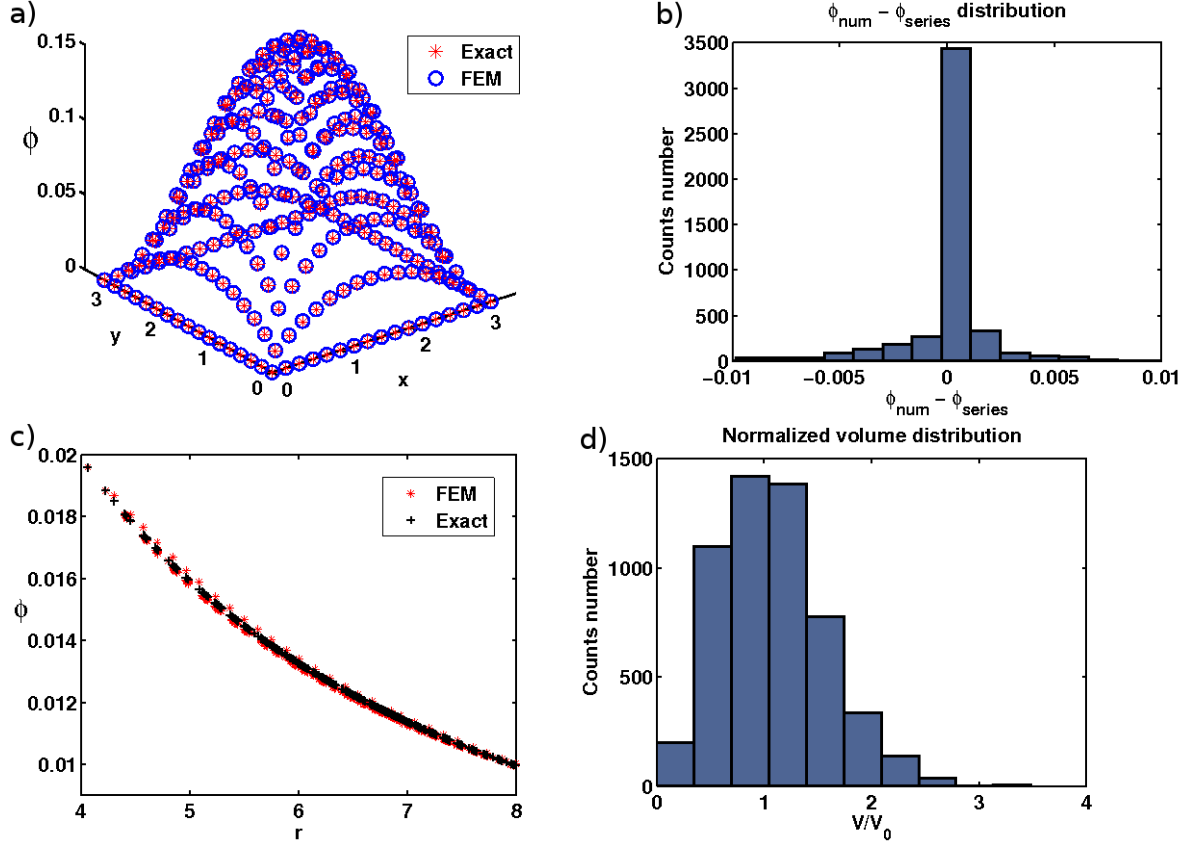 a)
0.15
0.1
0.05
0
ϕ
Exact
FEM
3
2
1
0
y
0
1
2
3
x
b)
ϕnum − ϕseries distribution
3500
3000
2500
2000
1500
1000
500
0
Counts number
−0.01
−0.005
0
0.005
0.01
ϕnum − ϕseries
c)
0.02
0.018
0.016
0.014
0.012
0.01
ϕ
FEM
Exact
4
5
6
7
8
r
d)
Normalized volume distribution
1500
1000
500
0
Counts number
0
1
2
3
4
V/V0